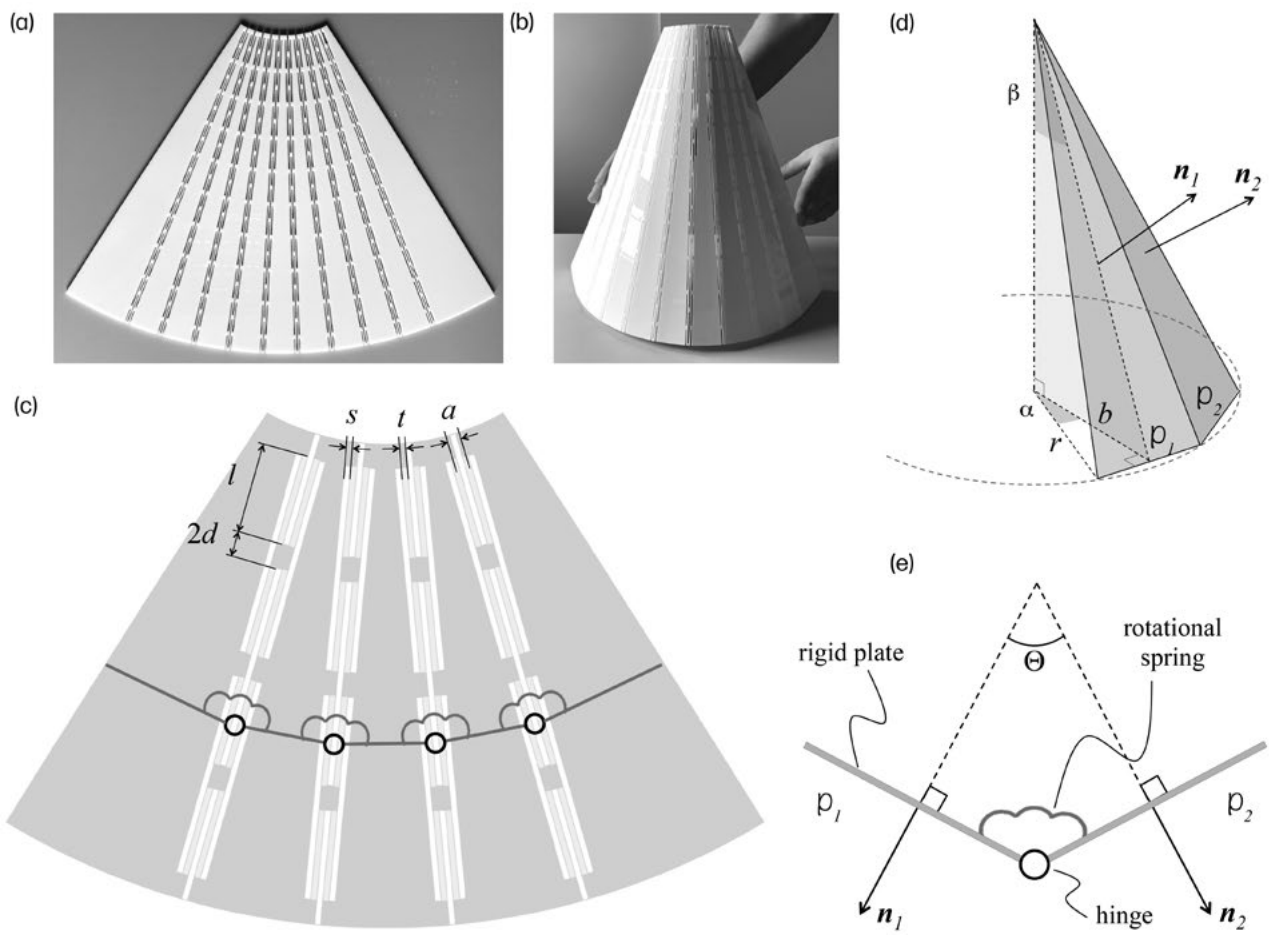 (a)
(b)
(d)
β
n1
n2
α
b
r
p1
p2
(c)
s
t
a
l
2d
(e)
rigid plate
rotational
spring
Θ
p1
p2
n1
n2
hinge